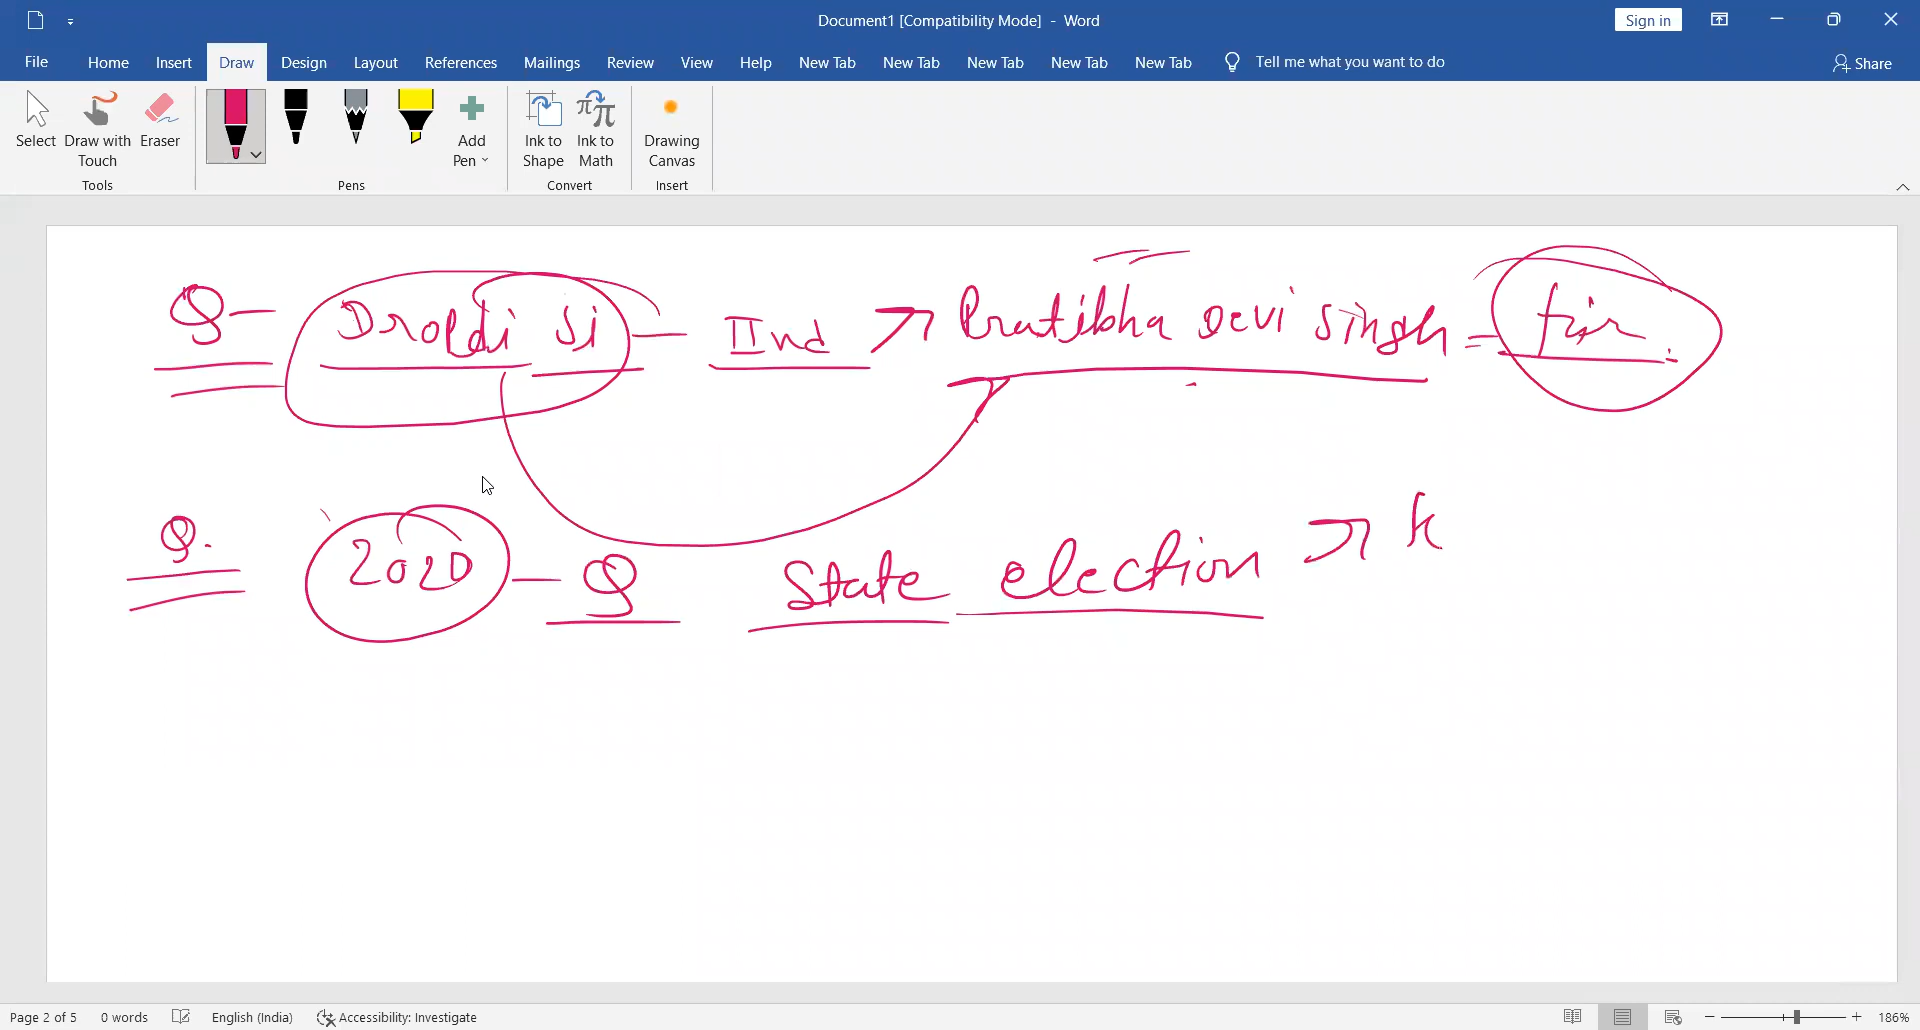 Document1 [Compatibility Mode] - Word
Sign in
File Home Insert Draw Design Layout References Mailings Review View Help New Tab New Tab New Tab New Tab New Tab Tell me what you want to do Share
Select Draw with Touch Eraser Add Pen Ink to Shape Ink to Math Drawing Canvas
Tools Pens Convert Insert
Q- Dropdi Ji - IInd Pratibha Devi Singh =
Q. 2020 - Q State election k
Page 2 of 5 0 words English (India) Accessibility: Investigate 186%